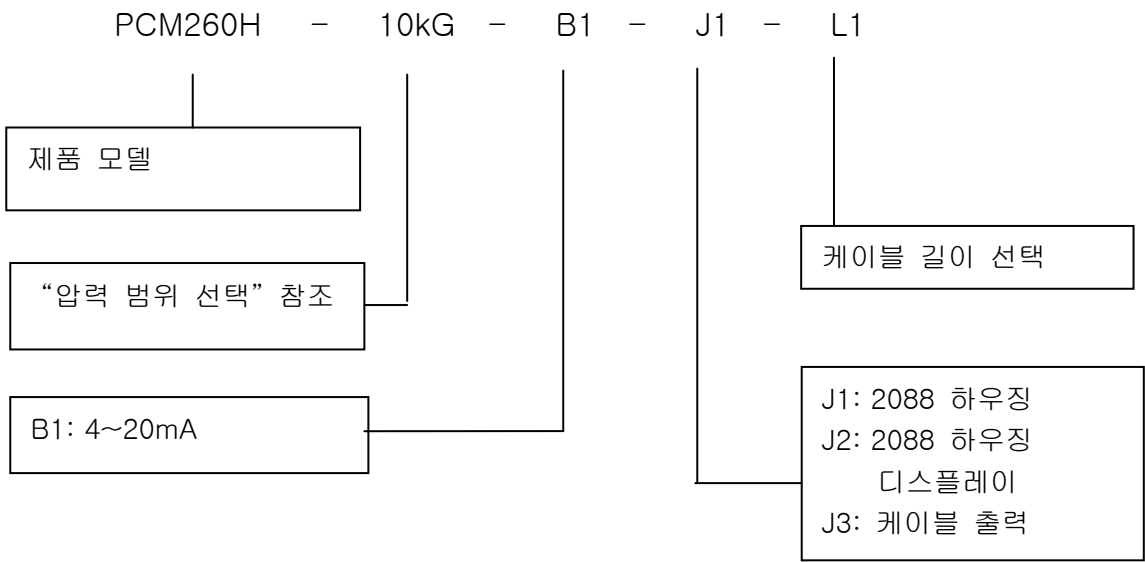 PCM260H – 10kG – B1 – J1 – L1
제품 모델
“압력 범위 선택” 참조
B1: 4~20mA
케이블 길이 선택
J1: 2088 하우징
J2: 2088 하우징
디스플레이
J3: 케이블 출력